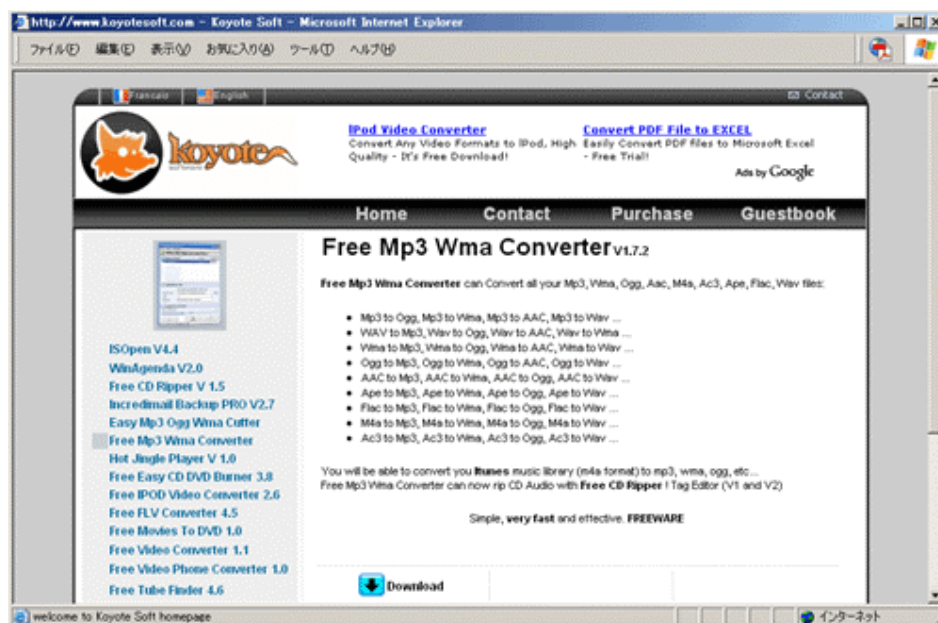 http://www.koyotesoft.com - Koyote Soft - Microsoft Internet Explorer
ファイル(F) 編集(E) 表示(V) お気に入り(A) ツール(T) ヘルプ(H)
Francais English Contact
koyote
IPod Video Converter
Convert Any Video Formats to IPod, High
Quality - It's Free Download!
Convert PDF File to EXCEL
Easily Convert PDF files to Microsoft Excel
- Free Trial!
Ads by Google
Home Contact Purchase Guestbook
ISOpen V4.4
WinAgenda V2.0
Free CD Ripper V 1.5
Incredimail Backup PRO V2.7
Easy Mp3 Ogg Wma Cutter
Free Mp3 Wma Converter
Hot Jingle Player V 1.0
Free Easy CD DVD Burner 3.8
Free IPOD Video Converter 2.6
Free FLV Converter 4.5
Free Movies To DVD 1.0
Free Video Converter 1.1
Free Video Phone Converter 1.0
Free Tube Finder 4.6
Free Mp3 Wma Converter V1.7.2
Free Mp3 Wma Converter can Convert all your Mp3, Wma, Ogg, Aac, M4a, Ac3, Ape, Flac, Wav files:
• Mp3 to Ogg, Mp3 to Wma, Mp3 to AAC, Mp3 to Wav ...
• WAV to Mp3, Wav to Ogg, Wav to AAC, Wav to Wma ...
• Wma to Mp3, Wma to Ogg, Wma to AAC, Wma to Wav ...
• Ogg to Mp3, Ogg to Wma, Ogg to AAC, Ogg to Wav ...
• AAC to Mp3, AAC to Wma, AAC to Ogg, AAC to Wav ...
• Ape to Mp3, Ape to Wma, Ape to Ogg, Ape to Wav ...
• Flac to Mp3, Flac to Wma, Flac to Ogg, Flac to Wav ...
• M4a to Mp3, M4a to Wma, M4a to Ogg, M4a to Wav ...
• Ac3 to Mp3, Ac3 to Wma, Ac3 to Ogg, Ac3 to Wav ...
You will be able to convert you Itunes music library (m4a format) to mp3, wma, ogg, etc...
Free Mp3 Wma Converter can now rip CD Audio with Free CD Ripper ! Tag Editor (V1 and V2)
Simple, very fast and effective. FREEWARE
Download
welcome to Koyote Soft homepage
インターネット